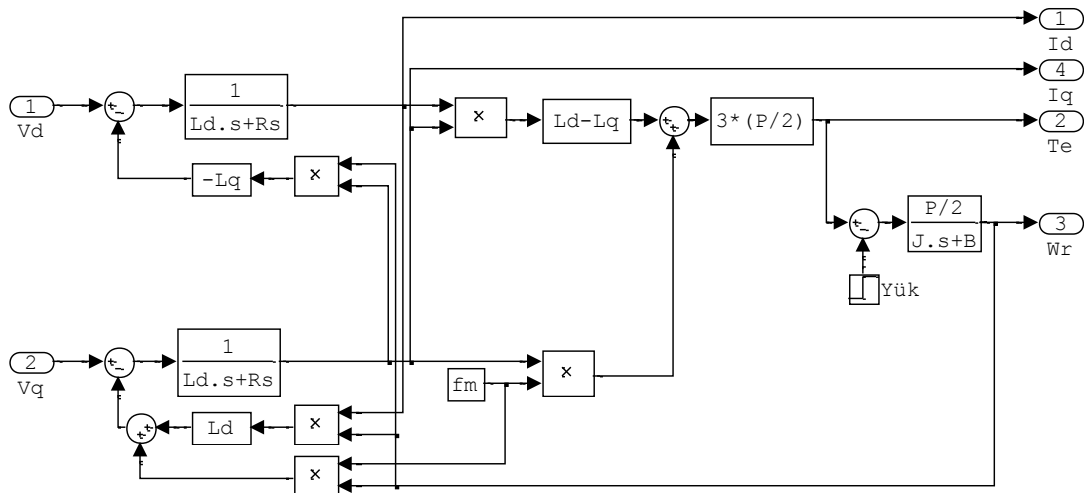 1
Id
4
Iq
1
Vd
1
Ld.s+Rs
×
Ld-Lq
3*(P/2)
2
Te
-Lq
×
P/2
J.s+B
3
Wr
Yük
2
Vq
1
Ld.s+Rs
×
fm
Ld
×
×